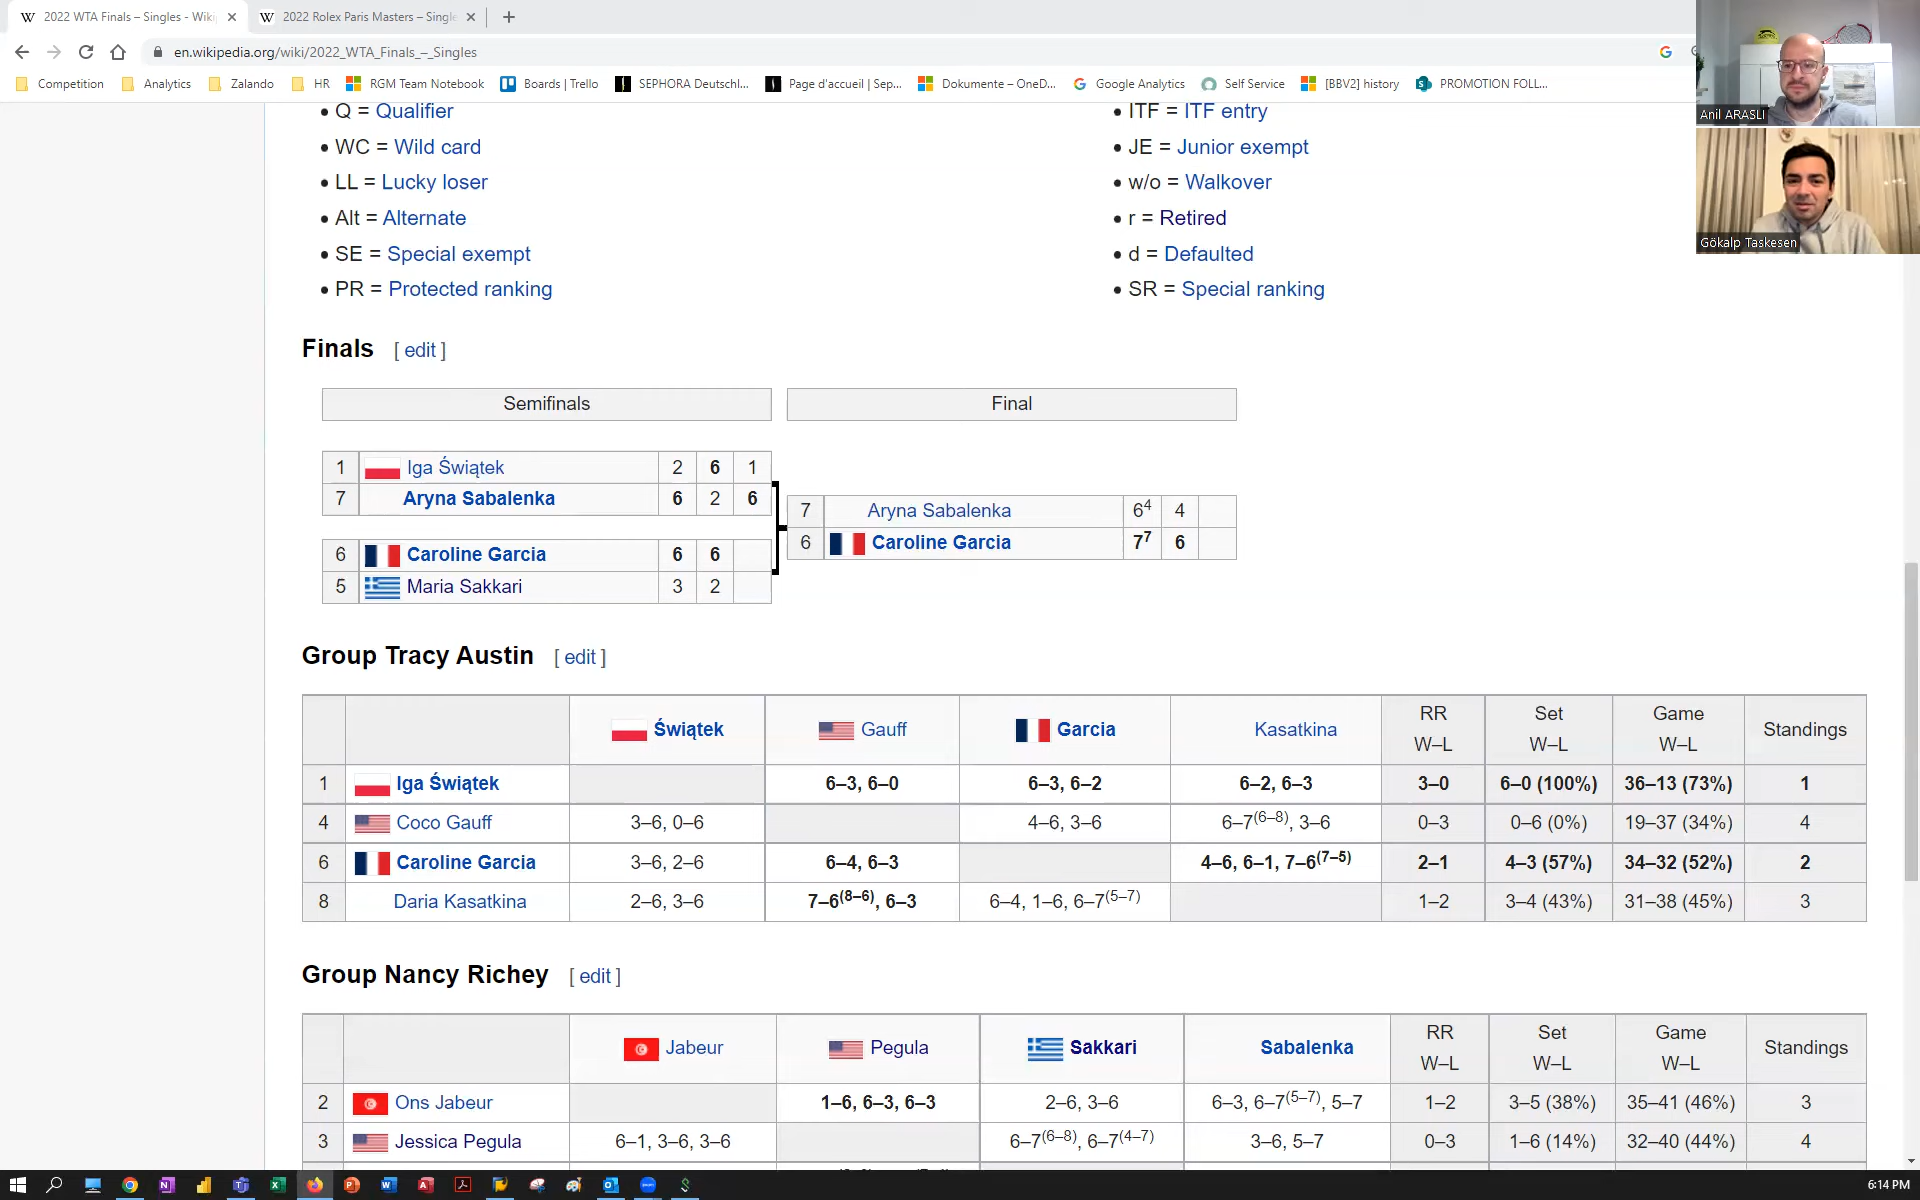 2022 WTA Finals – Singles - Wiki
2022 Rolex Paris Masters – Single
en.wikipedia.org/wiki/2022_WTA_Finals_–_Singles
Competition Analytics Zalando HR RGM Team Notebook Boards | Trello SEPHORA Deutschl... Page d'accueil | Sep... Dokumente – OneD... Google Analytics Self Service [BBV2] history PROMOTION FOLL...
Anil ARASLI
Gökalp Taskesen
• Q = Qualifier
• WC = Wild card
• LL = Lucky loser
• Alt = Alternate
• SE = Special exempt
• PR = Protected ranking
• ITF = ITF entry
• JE = Junior exempt
• w/o = Walkover
• r = Retired
• d = Defaulted
• SR = Special ranking
Finals [ edit ]
Semifinals Final
1 Iga Świątek 2 6 1
7 Aryna Sabalenka 6 2 6
6 Caroline Garcia 6 6
5 Maria Sakkari 3 2
7 Aryna Sabalenka 6⁴ 4
6 Caroline Garcia 7⁷ 6
Group Tracy Austin [ edit ]
Świątek Gauff Garcia Kasatkina RR W–L Set W–L Game W–L Standings
1 Iga Świątek 6–3, 6–0 6–3, 6–2 6–2, 6–3 3–0 6–0 (100%) 36–13 (73%) 1
4 Coco Gauff 3–6, 0–6 4–6, 3–6 6–7(6–8), 3–6 0–3 0–6 (0%) 19–37 (34%) 4
6 Caroline Garcia 3–6, 2–6 6–4, 6–3 4–6, 6–1, 7–6(7–5) 2–1 4–3 (57%) 34–32 (52%) 2
8 Daria Kasatkina 2–6, 3–6 7–6(8–6), 6–3 6–4, 1–6, 6–7(5–7) 1–2 3–4 (43%) 31–38 (45%) 3
Group Nancy Richey [ edit ]
Jabeur Pegula Sakkari Sabalenka RR W–L Set W–L Game W–L Standings
2 Ons Jabeur 1–6, 6–3, 6–3 2–6, 3–6 6–3, 6–7(5–7), 5–7 1–2 3–5 (38%) 35–41 (46%) 3
3 Jessica Pegula 6–1, 3–6, 3–6 6–7(6–8), 6–7(4–7) 3–6, 5–7 0–3 1–6 (14%) 32–40 (44%) 4
6:14 PM